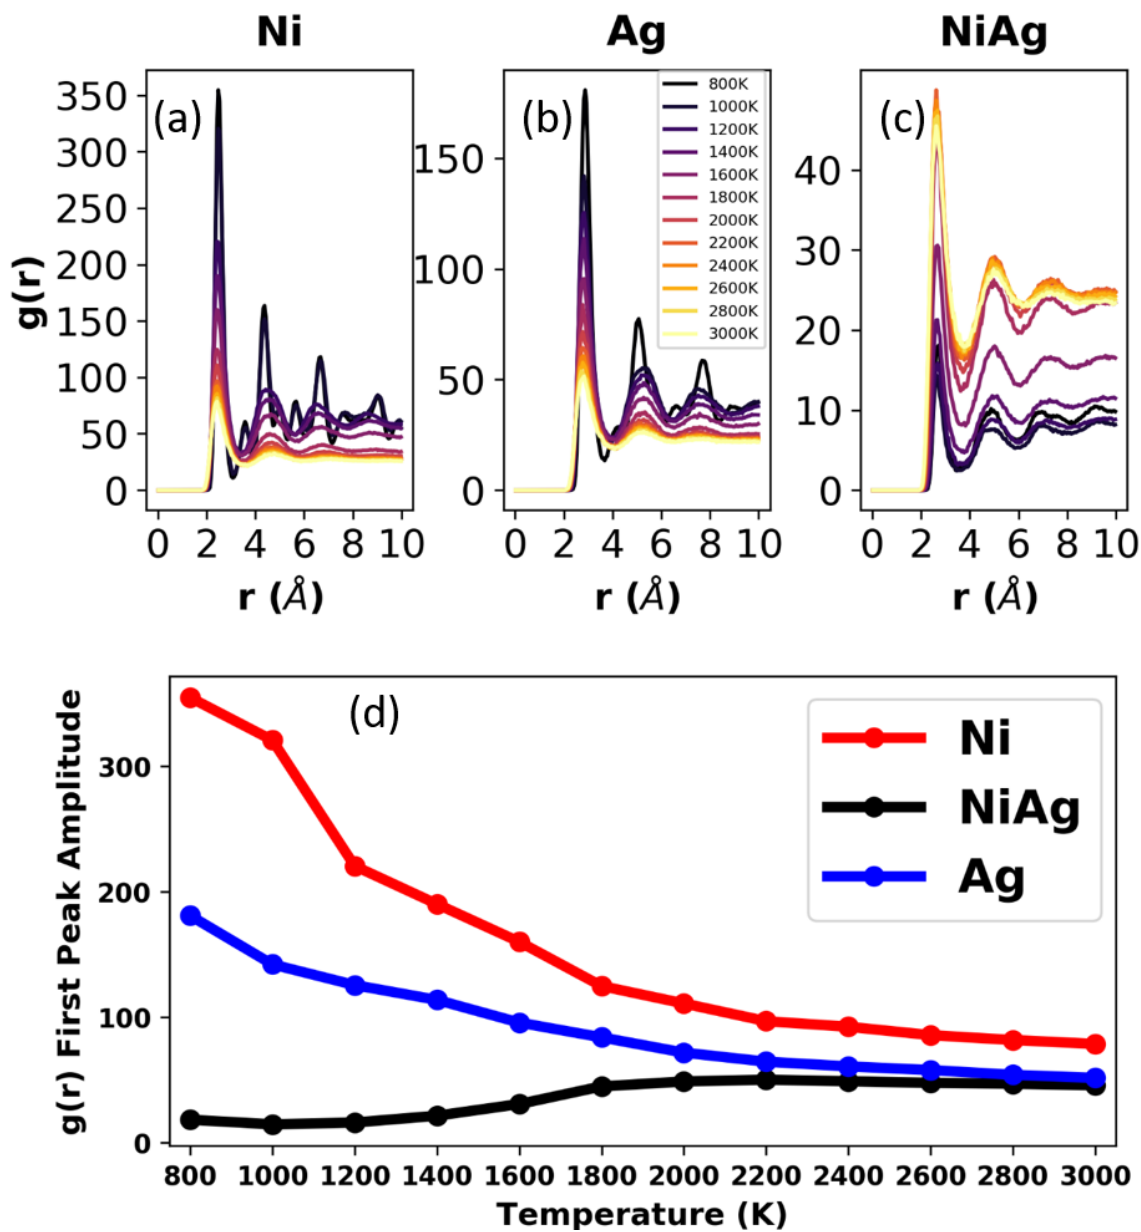 Ni Ag NiAg
(a) (b) (c)
350
300
250
200
150
100
50
0
g(r)
0 2 4 6 8 10
r (Å)
150
100
50
0
800K
1000K
1200K
1400K
1600K
1800K
2000K
2200K
2400K
2600K
2800K
3000K
0 2 4 6 8 10
r (Å)
40
30
20
10
0
0 2 4 6 8 10
r (Å)
(d)
g(r) First Peak Amplitude
300
200
100
0
Ni
NiAg
Ag
800 1000 1200 1400 1600 1800 2000 2200 2400 2600 2800 3000
Temperature (K)